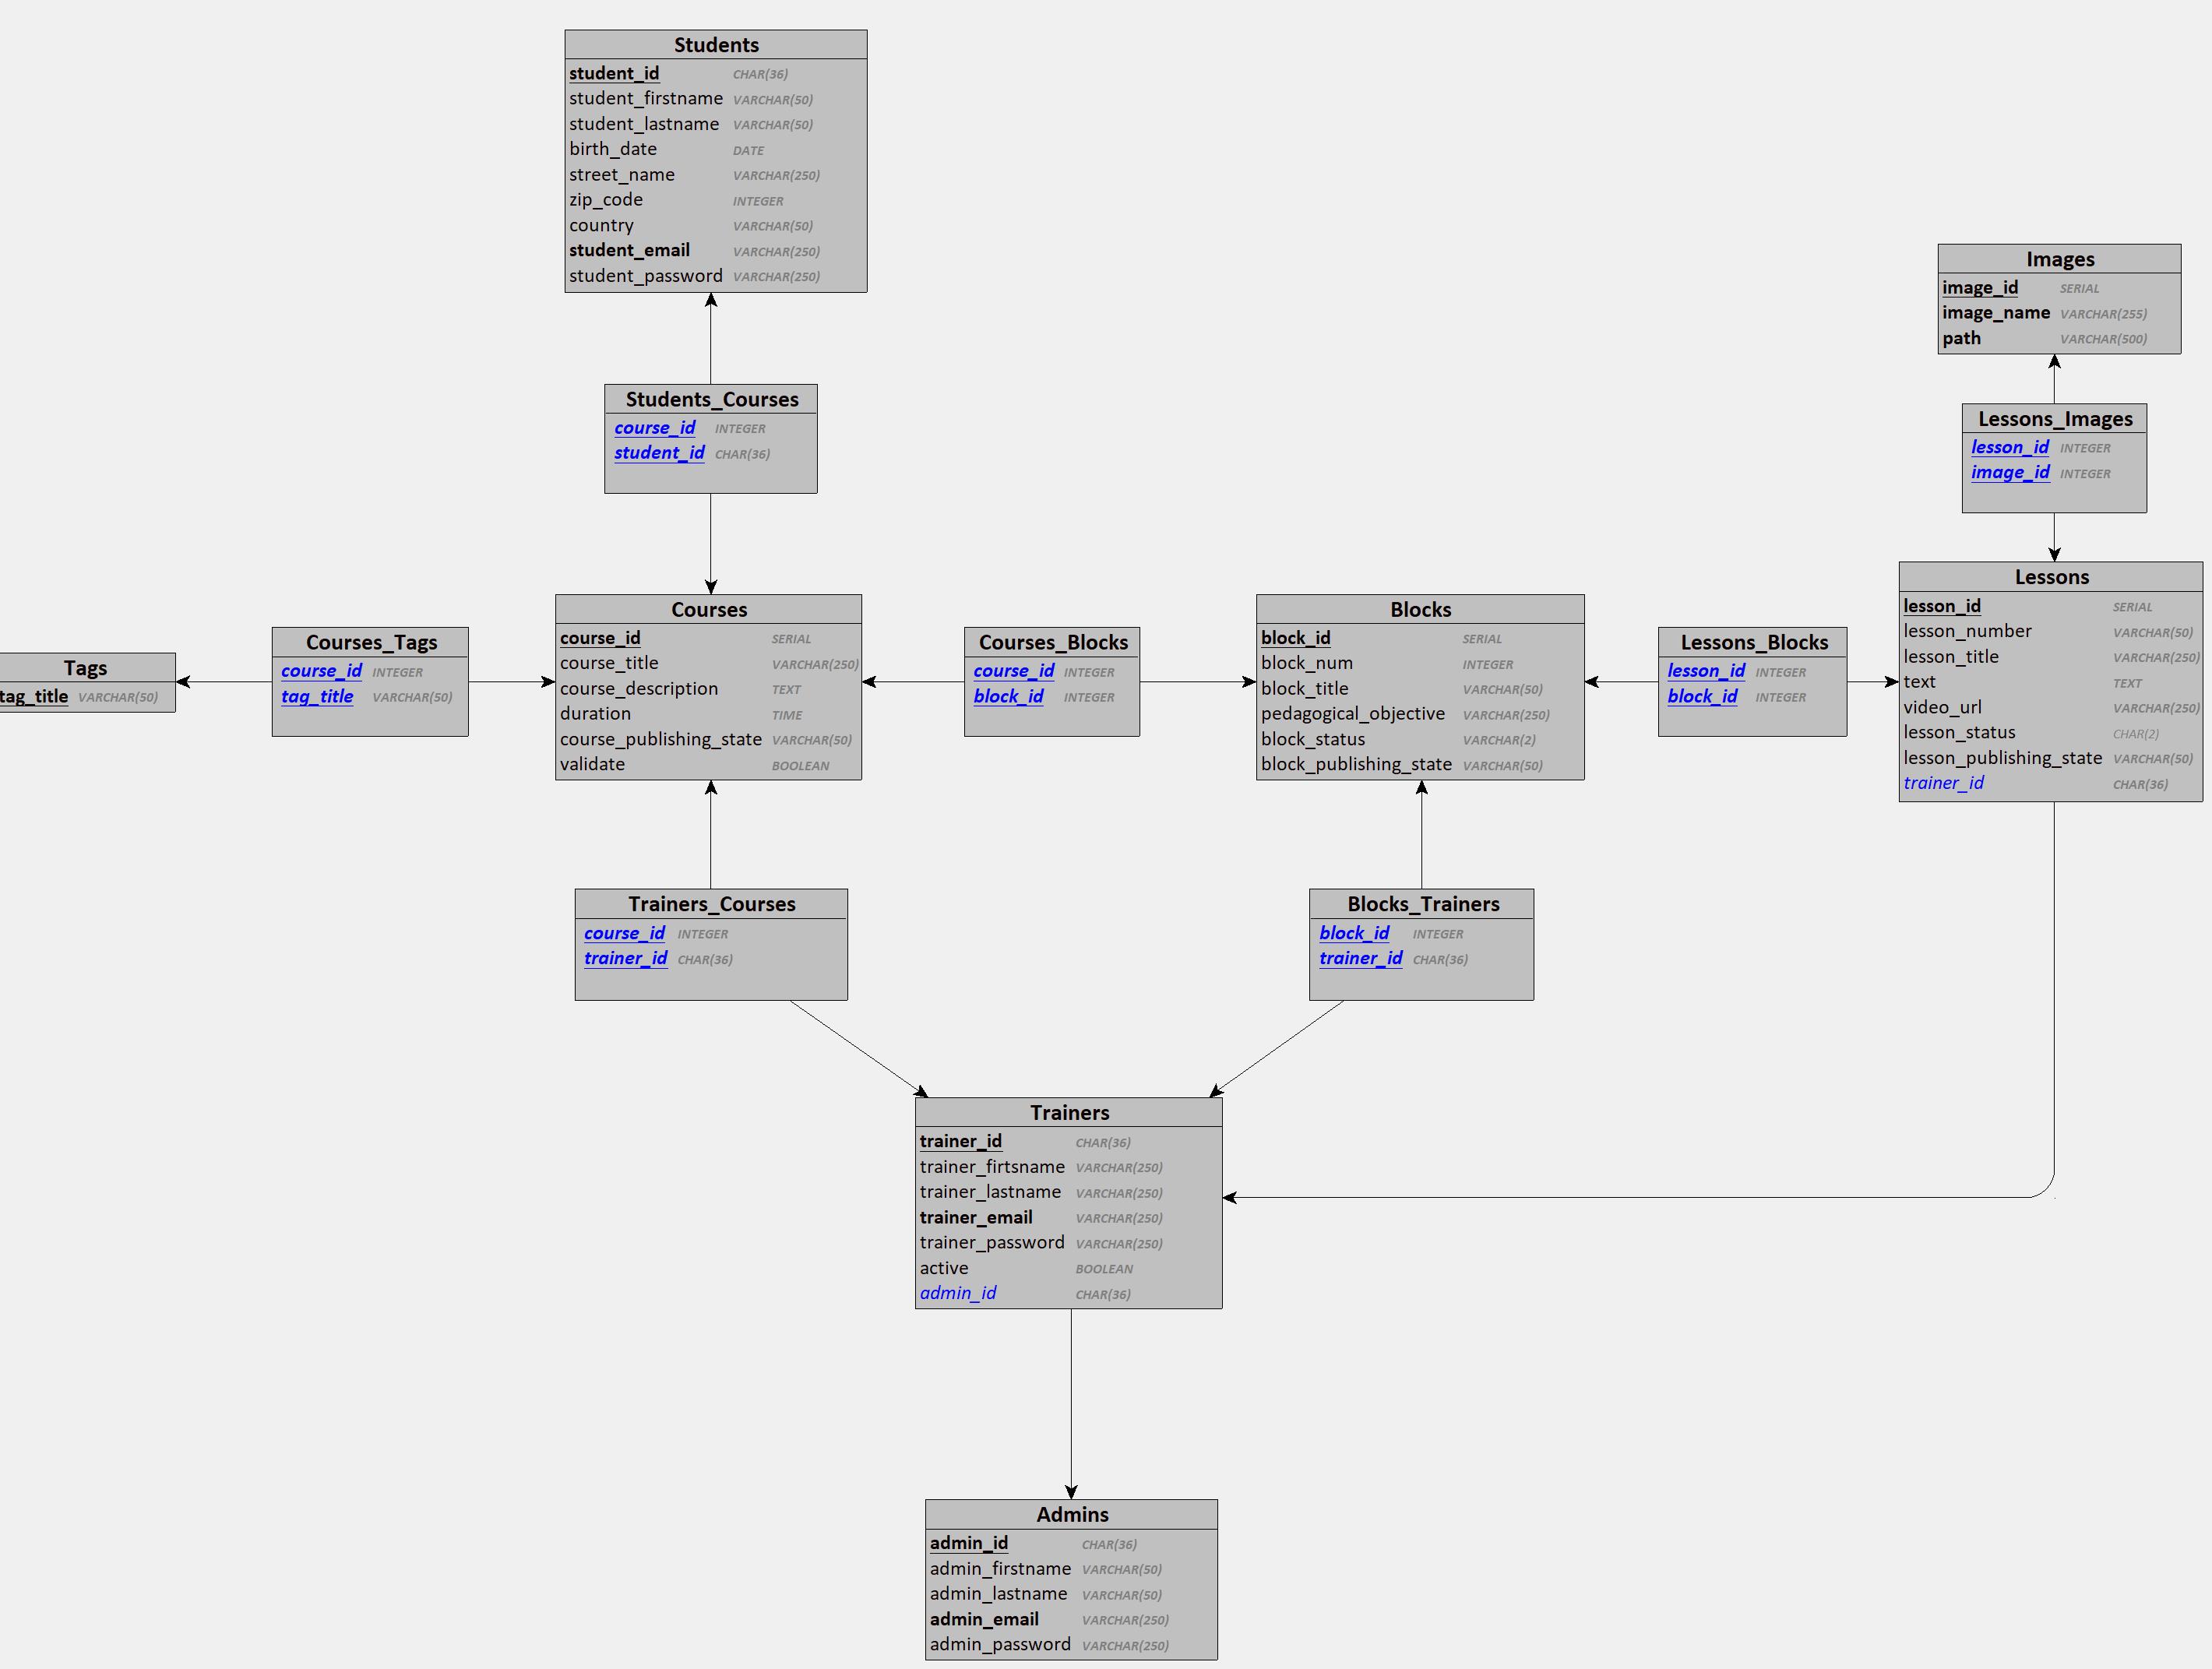 Students
student_id CHAR(36)
student_firstname VARCHAR(50)
student_lastname VARCHAR(50)
birth_date DATE
street_name VARCHAR(250)
zip_code INTEGER
country VARCHAR(50)
student_email VARCHAR(250)
student_password VARCHAR(250)
Images
image_id SERIAL
image_name VARCHAR(255)
path VARCHAR(500)
Students_Courses
course_id INTEGER
student_id CHAR(36)
Lessons_Images
lesson_id INTEGER
image_id INTEGER
Tags
tag_title VARCHAR(50)
Courses_Tags
course_id INTEGER
tag_title VARCHAR(50)
Courses
course_id SERIAL
course_title VARCHAR(250)
course_description TEXT
duration TIME
course_publishing_state VARCHAR(50)
validate BOOLEAN
Courses_Blocks
course_id INTEGER
block_id INTEGER
Blocks
block_id SERIAL
block_num INTEGER
block_title VARCHAR(50)
pedagogical_objective VARCHAR(250)
block_status VARCHAR(2)
block_publishing_state VARCHAR(50)
Lessons_Blocks
lesson_id INTEGER
block_id INTEGER
Lessons
lesson_id SERIAL
lesson_number VARCHAR(50)
lesson_title VARCHAR(250)
text TEXT
video_url VARCHAR(250)
lesson_status CHAR(2)
lesson_publishing_state VARCHAR(50)
trainer_id CHAR(36)
Trainers_Courses
course_id INTEGER
trainer_id CHAR(36)
Blocks_Trainers
block_id INTEGER
trainer_id CHAR(36)
Trainers
trainer_id CHAR(36)
trainer_firtsname VARCHAR(250)
trainer_lastname VARCHAR(250)
trainer_email VARCHAR(250)
trainer_password VARCHAR(250)
active BOOLEAN
admin_id CHAR(36)
Admins
admin_id CHAR(36)
admin_firstname VARCHAR(50)
admin_lastname VARCHAR(50)
admin_email VARCHAR(250)
admin_password VARCHAR(250)